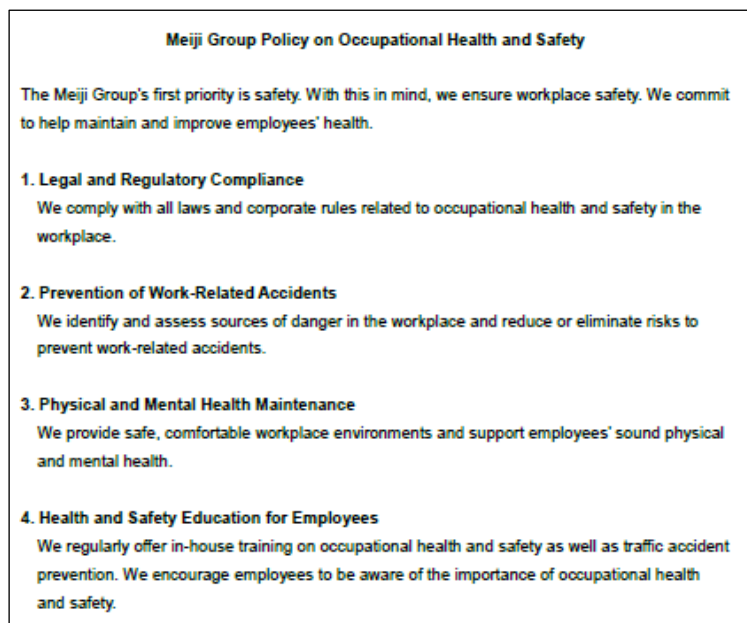 Meiji Group Policy on Occupational Health and Safety
The Meiji Group's first priority is safety. With this in mind, we ensure workplace safety. We commit
to help maintain and improve employees' health.
1. Legal and Regulatory Compliance
We comply with all laws and corporate rules related to occupational health and safety in the
workplace.
2. Prevention of Work-Related Accidents
We identify and assess sources of danger in the workplace and reduce or eliminate risks to
prevent work-related accidents.
3. Physical and Mental Health Maintenance
We provide safe, comfortable workplace environments and support employees' sound physical
and mental health.
4. Health and Safety Education for Employees
We regularly offer in-house training on occupational health and safety as well as traffic accident
prevention. We encourage employees to be aware of the importance of occupational health
and safety.